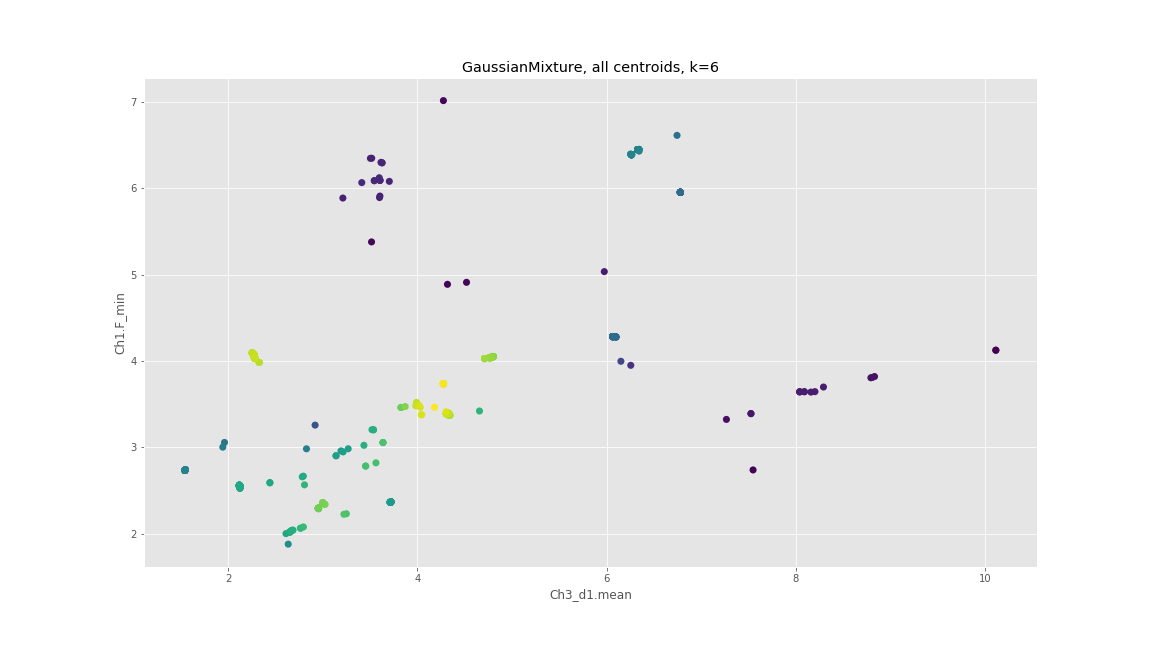 GaussianMixture, all centroids, k=6
7
6
5
4
3
2
Ch1.F_min
2 4 6 8 10
Ch3_d1.mean